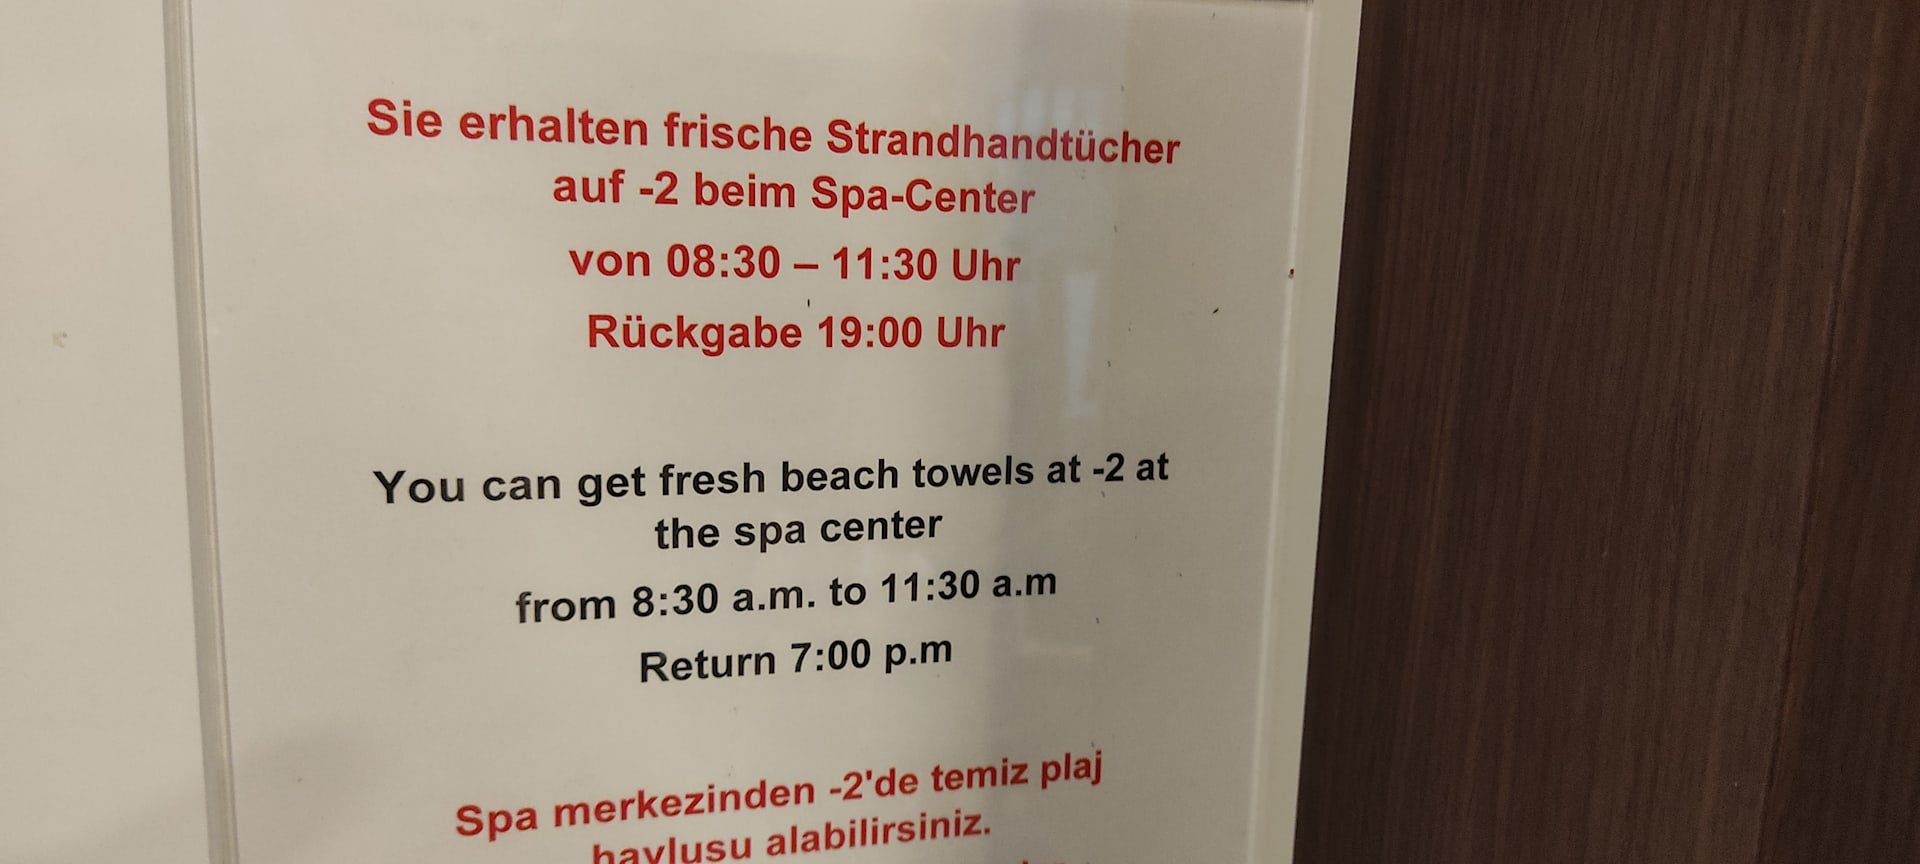 Sie erhalten frische Strandhandtücher
auf -2 beim Spa-Center
von 08:30 – 11:30 Uhr
Rückgabe 19:00 Uhr
You can get fresh beach towels at -2 at
the spa center
from 8:30 a.m. to 11:30 a.m
Return 7:00 p.m
Spa merkezinden -2'de temiz plaj
havlusu alabilirsiniz.